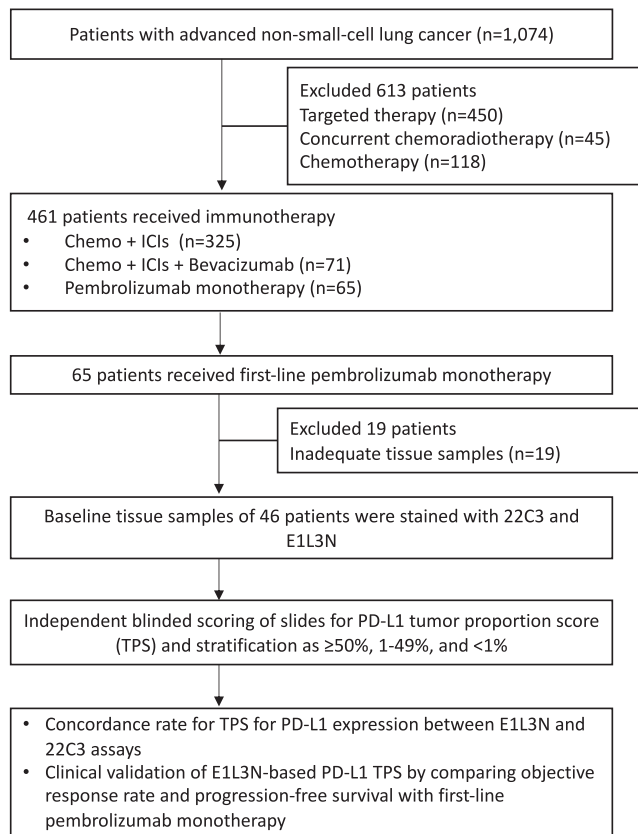 Patients with advanced non-small-cell lung cancer (n=1,074)
Excluded 613 patients
Targeted therapy (n=450)
Concurrent chemoradiotherapy (n=45)
Chemotherapy (n=118)
461 patients received immunotherapy
• Chemo + ICIs (n=325)
• Chemo + ICIs + Bevacizumab (n=71)
• Pembrolizumab monotherapy (n=65)
65 patients received first-line pembrolizumab monotherapy
Excluded 19 patients
Inadequate tissue samples (n=19)
Baseline tissue samples of 46 patients were stained with 22C3 and
E1L3N
Independent blinded scoring of slides for PD-L1 tumor proportion score
(TPS) and stratification as ≥50%, 1-49%, and <1%
• Concordance rate for TPS for PD-L1 expression between E1L3N and
22C3 assays
• Clinical validation of E1L3N-based PD-L1 TPS by comparing objective
response rate and progression-free survival with first-line
pembrolizumab monotherapy